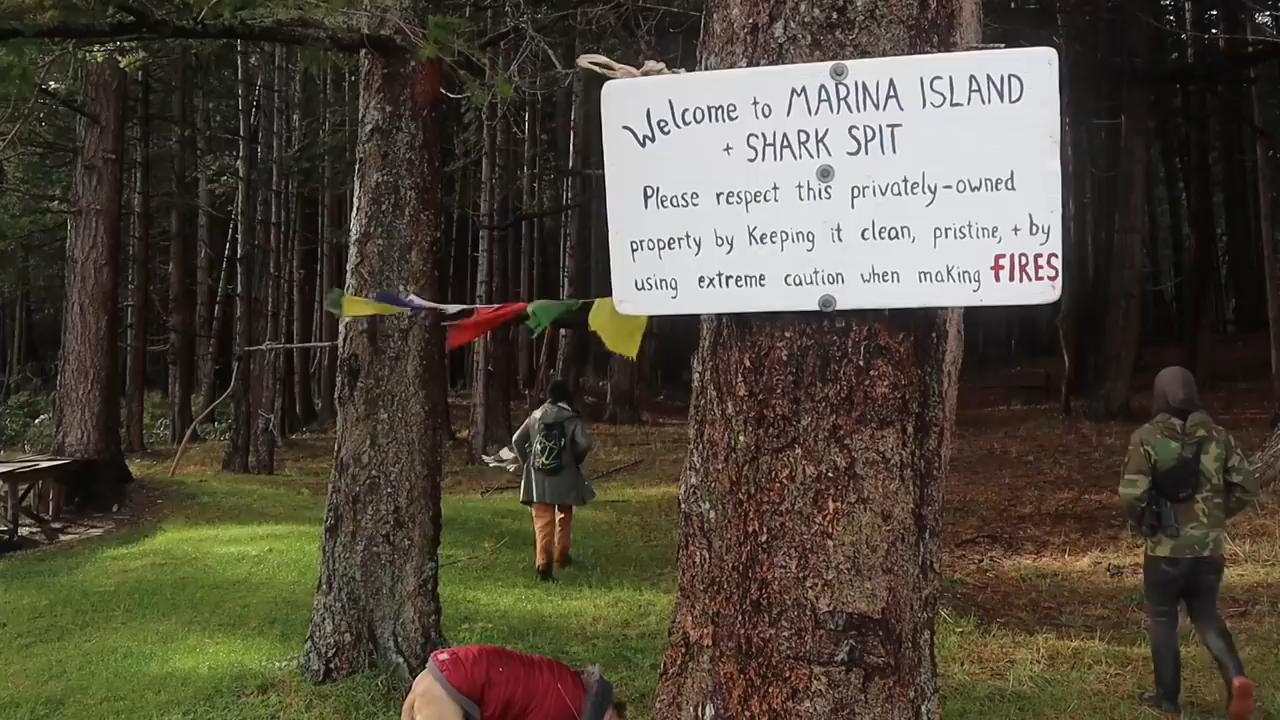 Welcome to MARINA ISLAND
+ SHARK SPIT
Please respect this privately-owned
property by Keeping it clean, pristine, + by
using extreme caution when making FIRES